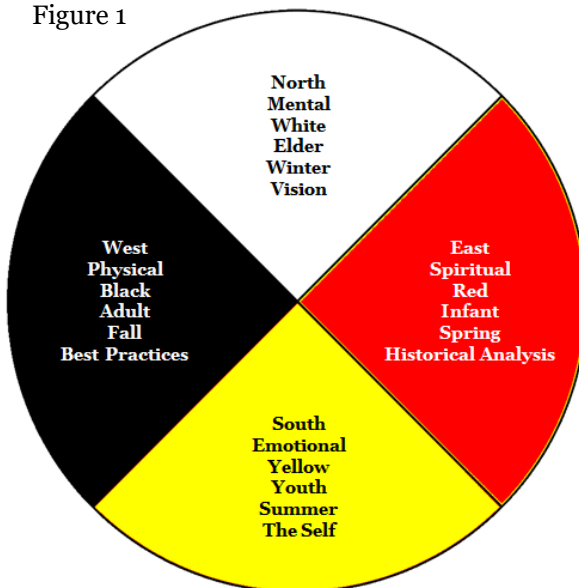 Figure 1
North
Mental
White
Elder
Winter
Vision
West
Physical
Black
Adult
Fall
Best Practices
East
Spiritual
Red
Infant
Spring
Historical Analysis
South
Emotional
Yellow
Youth
Summer
The Self